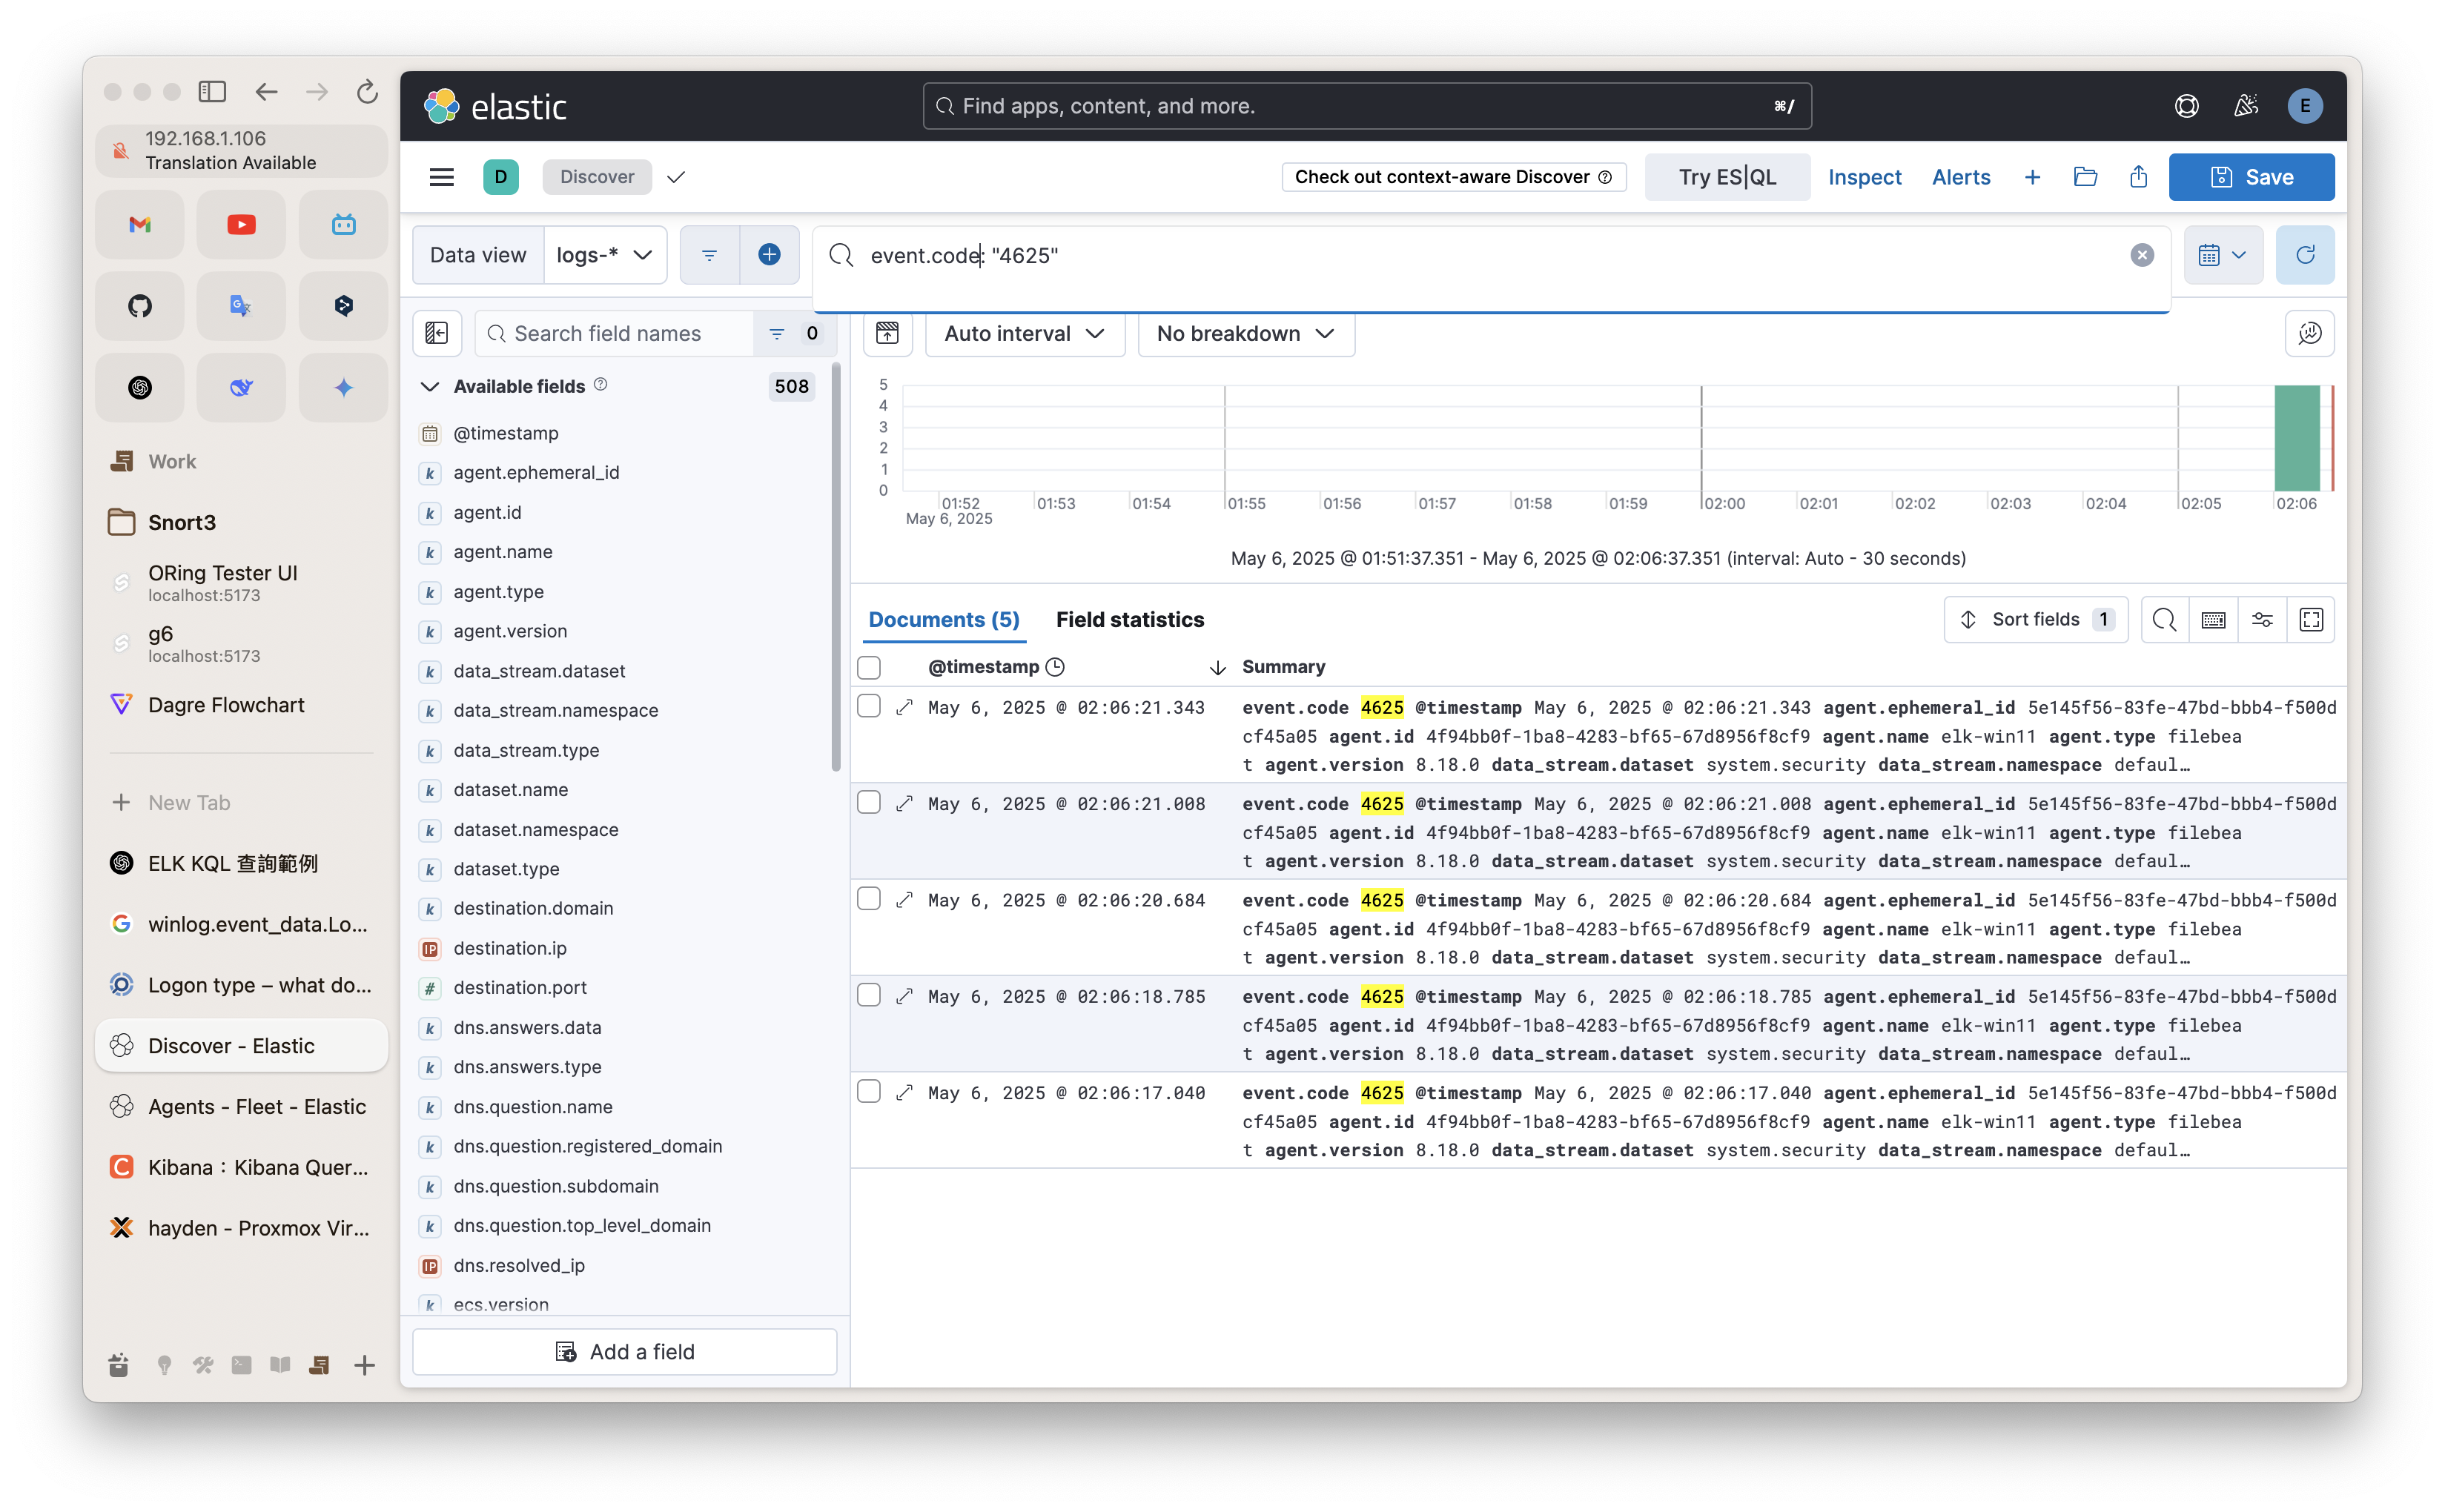 192.168.1.106
Translation Available
Work
Snort3
ORing Tester UI
localhost:5173
g6
localhost:5173
Dagre Flowchart
New Tab
ELK KQL 查詢範例
winlog.event_data.Lo...
Logon type – what do...
Discover - Elastic
Agents - Fleet - Elastic
Kibana：Kibana Quer...
hayden - Proxmox Vir...
elastic
Find apps, content, and more.
⌘/
E
D
Discover
Check out context-aware Discover
Try ES|QL
Inspect
Alerts
Save
Data view
logs-*
event.code: "4625"
Search field names
0
Available fields
508
@timestamp
agent.ephemeral_id
agent.id
agent.name
agent.type
agent.version
data_stream.dataset
data_stream.namespace
data_stream.type
dataset.name
dataset.namespace
dataset.type
destination.domain
destination.ip
destination.port
dns.answers.data
dns.answers.type
dns.question.name
dns.question.registered_domain
dns.question.subdomain
dns.question.top_level_domain
dns.resolved_ip
ecs.version
Add a field
Auto interval
No breakdown
5
4
3
2
1
0
01:52 01:53 01:54 01:55 01:56 01:57 01:58 01:59 02:00 02:01 02:02 02:03 02:04 02:05 02:06
May 6, 2025
May 6, 2025 @ 01:51:37.351 - May 6, 2025 @ 02:06:37.351 (interval: Auto - 30 seconds)
Documents (5)
Field statistics
Sort fields 1
@timestamp
Summary
May 6, 2025 @ 02:06:21.343 event.code 4625 @timestamp May 6, 2025 @ 02:06:21.343 agent.ephemeral_id 5e145f56-83fe-47bd-bbb4-f500d
cf45a05 agent.id 4f94bb0f-1ba8-4283-bf65-67d8956f8cf9 agent.name elk-win11 agent.type filebea
t agent.version 8.18.0 data_stream.dataset system.security data_stream.namespace defaul…
May 6, 2025 @ 02:06:21.008 event.code 4625 @timestamp May 6, 2025 @ 02:06:21.008 agent.ephemeral_id 5e145f56-83fe-47bd-bbb4-f500d
cf45a05 agent.id 4f94bb0f-1ba8-4283-bf65-67d8956f8cf9 agent.name elk-win11 agent.type filebea
t agent.version 8.18.0 data_stream.dataset system.security data_stream.namespace defaul…
May 6, 2025 @ 02:06:20.684 event.code 4625 @timestamp May 6, 2025 @ 02:06:20.684 agent.ephemeral_id 5e145f56-83fe-47bd-bbb4-f500d
cf45a05 agent.id 4f94bb0f-1ba8-4283-bf65-67d8956f8cf9 agent.name elk-win11 agent.type filebea
t agent.version 8.18.0 data_stream.dataset system.security data_stream.namespace defaul…
May 6, 2025 @ 02:06:18.785 event.code 4625 @timestamp May 6, 2025 @ 02:06:18.785 agent.ephemeral_id 5e145f56-83fe-47bd-bbb4-f500d
cf45a05 agent.id 4f94bb0f-1ba8-4283-bf65-67d8956f8cf9 agent.name elk-win11 agent.type filebea
t agent.version 8.18.0 data_stream.dataset system.security data_stream.namespace defaul…
May 6, 2025 @ 02:06:17.040 event.code 4625 @timestamp May 6, 2025 @ 02:06:17.040 agent.ephemeral_id 5e145f56-83fe-47bd-bbb4-f500d
cf45a05 agent.id 4f94bb0f-1ba8-4283-bf65-67d8956f8cf9 agent.name elk-win11 agent.type filebea
t agent.version 8.18.0 data_stream.dataset system.security data_stream.namespace defaul…